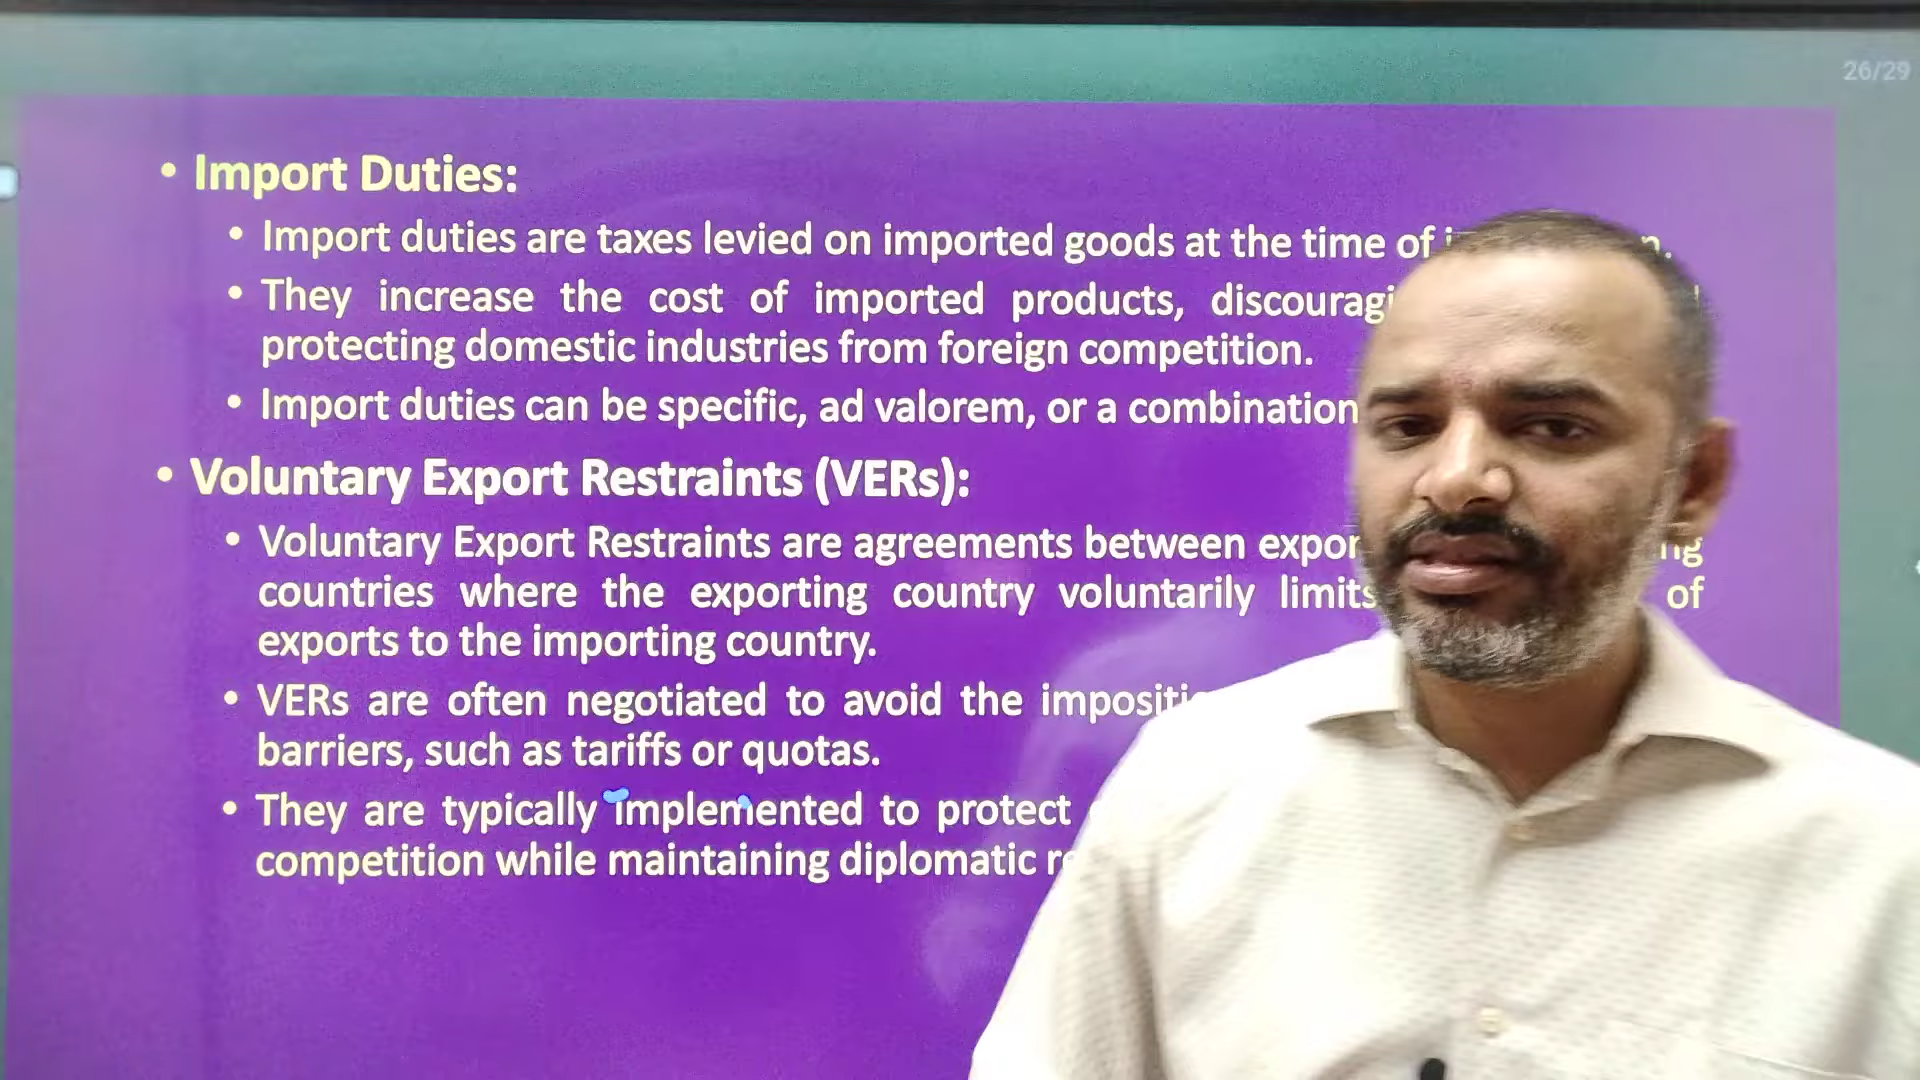 26/29
• Import Duties:
• Import duties are taxes levied on imported goods at the time of
• They increase the cost of imported products,
protecting domestic industries from foreign competition.
• Import duties can be specific, ad valorem, or a combination
• Voluntary Export Restraints (VERs):
• Voluntary Export Restraints are agreements between
countries where the exporting country voluntarily limits of
exports to the importing country.
• VERs are often negotiated to avoid the
barriers, such as tariffs or quotas.
• They are typically implemented to protect
competition while maintaining diplomatic